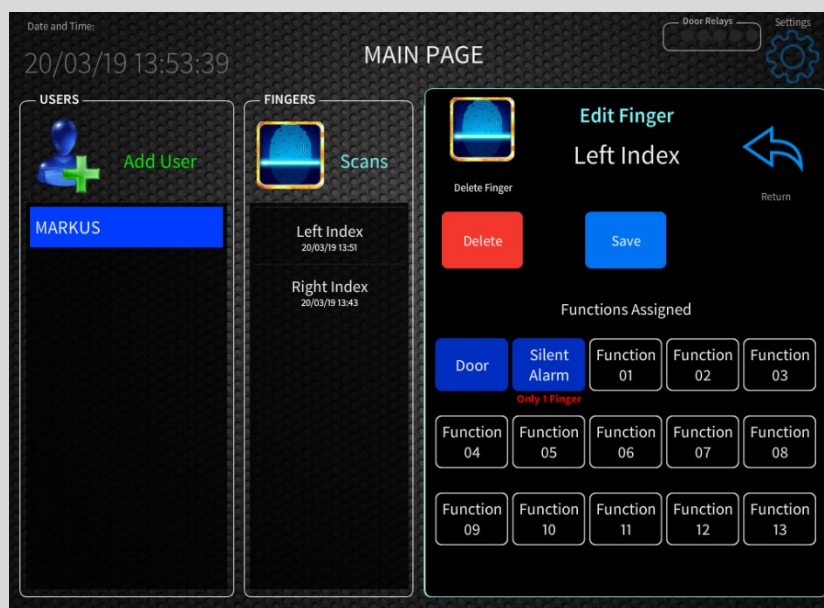 Date and Time:
20/03/19 13:53:39
MAIN PAGE
Door Relays
Settings
USERS
Add User
MARKUS
FINGERS
Scans
Left Index
20/03/19 13:51
Right Index
20/03/19 13:43
Edit Finger
Left Index
Delete Finger
Return
Delete
Save
Functions Assigned
Door
Silent
Alarm
Only 1 Finger
Function
01
Function
02
Function
03
Function
04
Function
05
Function
06
Function
07
Function
08
Function
09
Function
10
Function
11
Function
12
Function
13